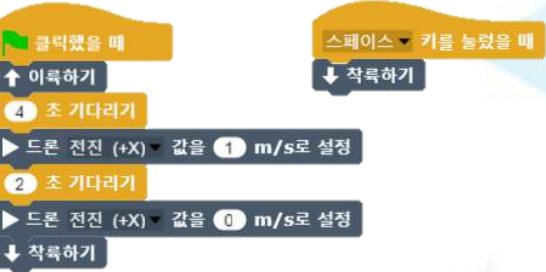 클릭했을 때
이륙하기
4 초 기다리기
드론 전진 (+X) 값을 1 m/s로 설정
2 초 기다리기
드론 전진 (+X) 값을 0 m/s로 설정
착륙하기
스페이스 키를 눌렀을 때
착륙하기